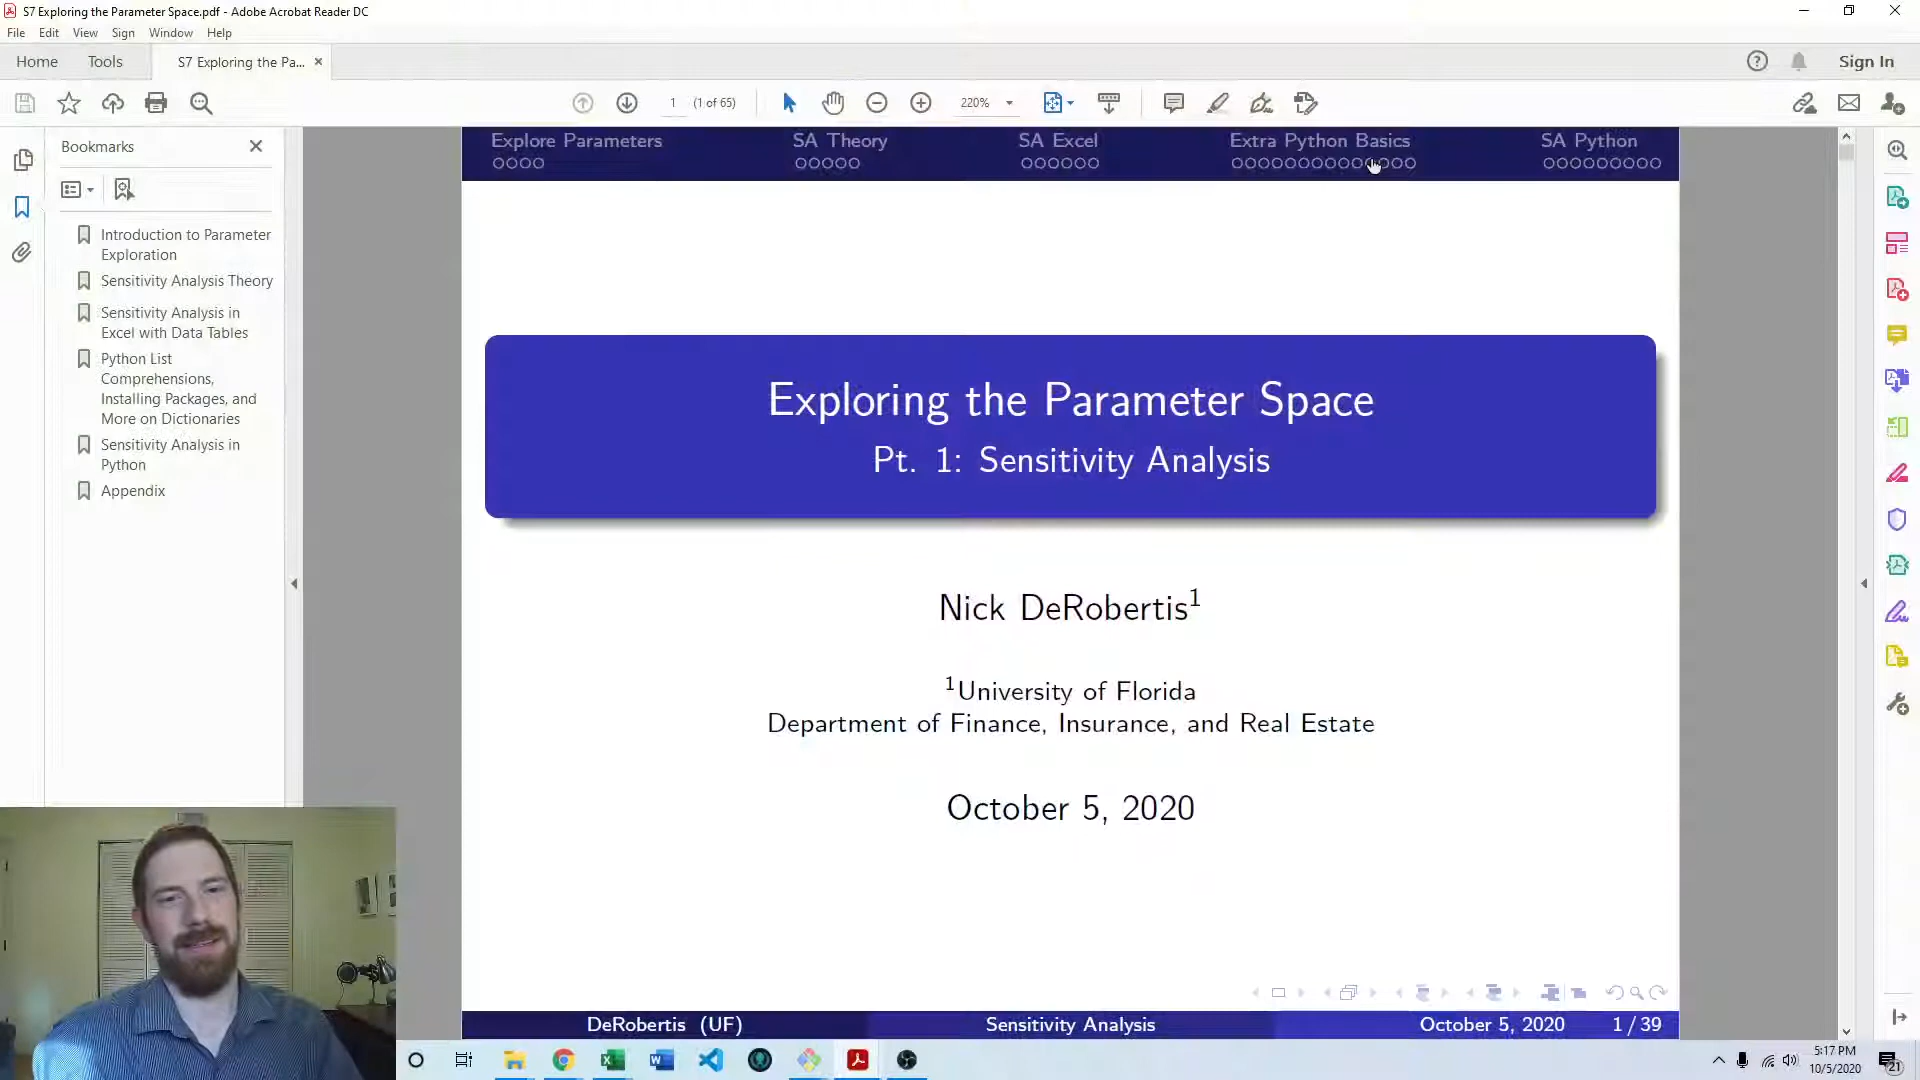 S7 Exploring the Parameter Space.pdf - Adobe Acrobat Reader DC
File Edit View Sign Window Help
Home Tools S7 Exploring the Pa... Sign In
1 (1 of 65) 220%
Bookmarks
Introduction to Parameter
Exploration
Sensitivity Analysis Theory
Sensitivity Analysis in
Excel with Data Tables
Python List
Comprehensions,
Installing Packages, and
More on Dictionaries
Sensitivity Analysis in
Python
Appendix
Explore Parameters SA Theory SA Excel Extra Python Basics SA Python
Exploring the Parameter Space
Pt. 1: Sensitivity Analysis
Nick DeRobertis1
1University of Florida
Department of Finance, Insurance, and Real Estate
October 5, 2020
DeRobertis (UF) Sensitivity Analysis October 5, 2020 1 / 39
5:17 PM
10/5/2020
21